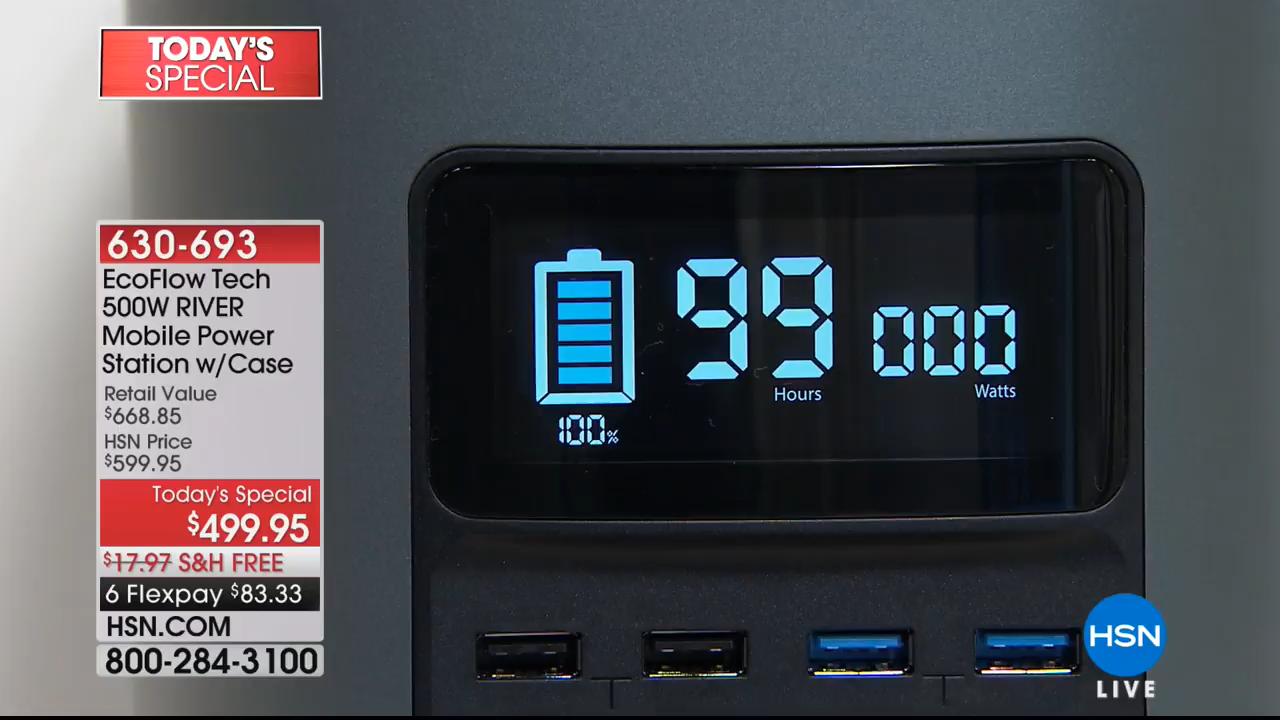 TODAY'S
SPECIAL
630-693
EcoFlow Tech
500W RIVER
Mobile Power
Station w/Case
Retail Value
$668.85
HSN Price
$599.95
Today's Special
$499.95
$17.97 S&H FREE
6 Flexpay $83.33
HSN.COM
800-284-3100
99
Hours
000
Watts
100%
HSN
LIVE